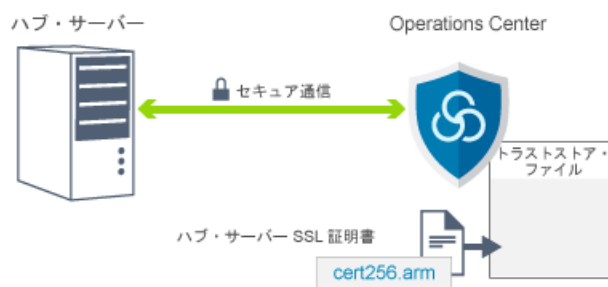 ハブ・サーバー
Operations Center
セキュア通信
トラストストア・
ファイル
ハブ・サーバー SSL 証明書
cert256.arm